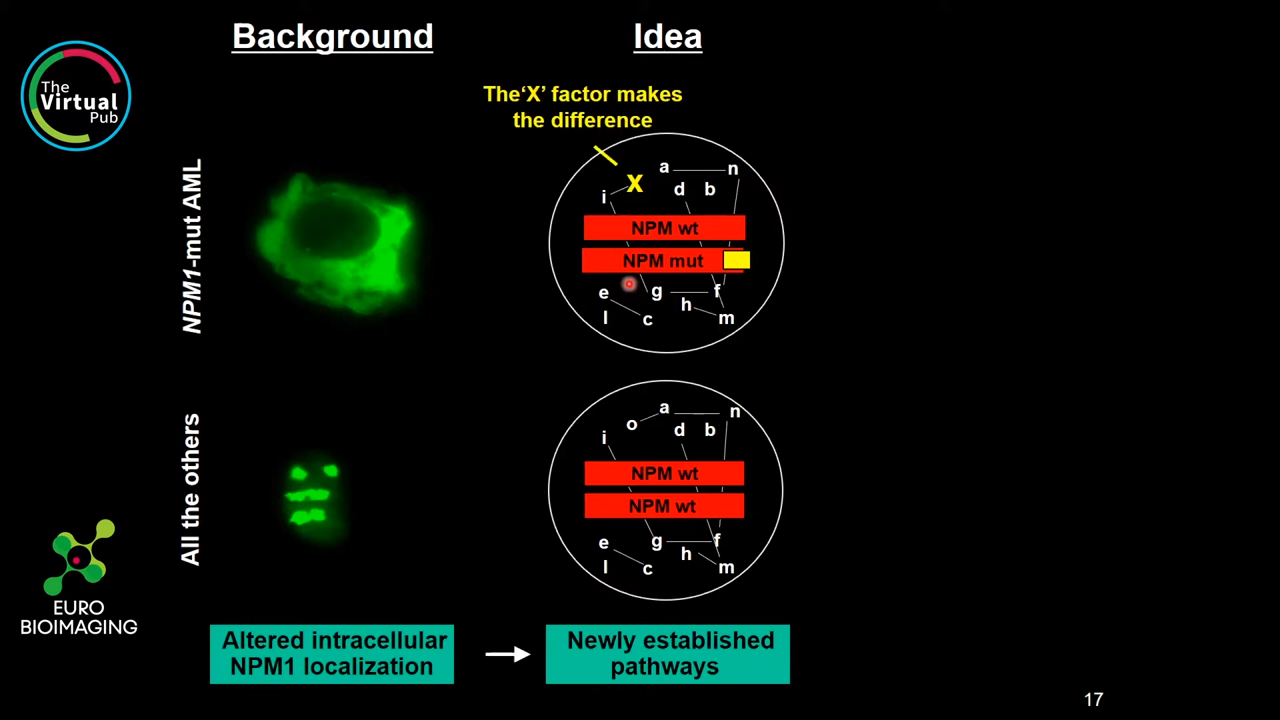 Background
Idea
The
Virtual
Pub
The‘X’ factor makes
the difference
NPM1-mut AML
a n
X d b
i
NPM wt
NPM mut
e g f
h
l c m
All the others
a n
o d b
i
NPM wt
NPM wt
e g f
h
l c m
EURO
BIOIMAGING
Altered intracellular
NPM1 localization
Newly established
pathways
17